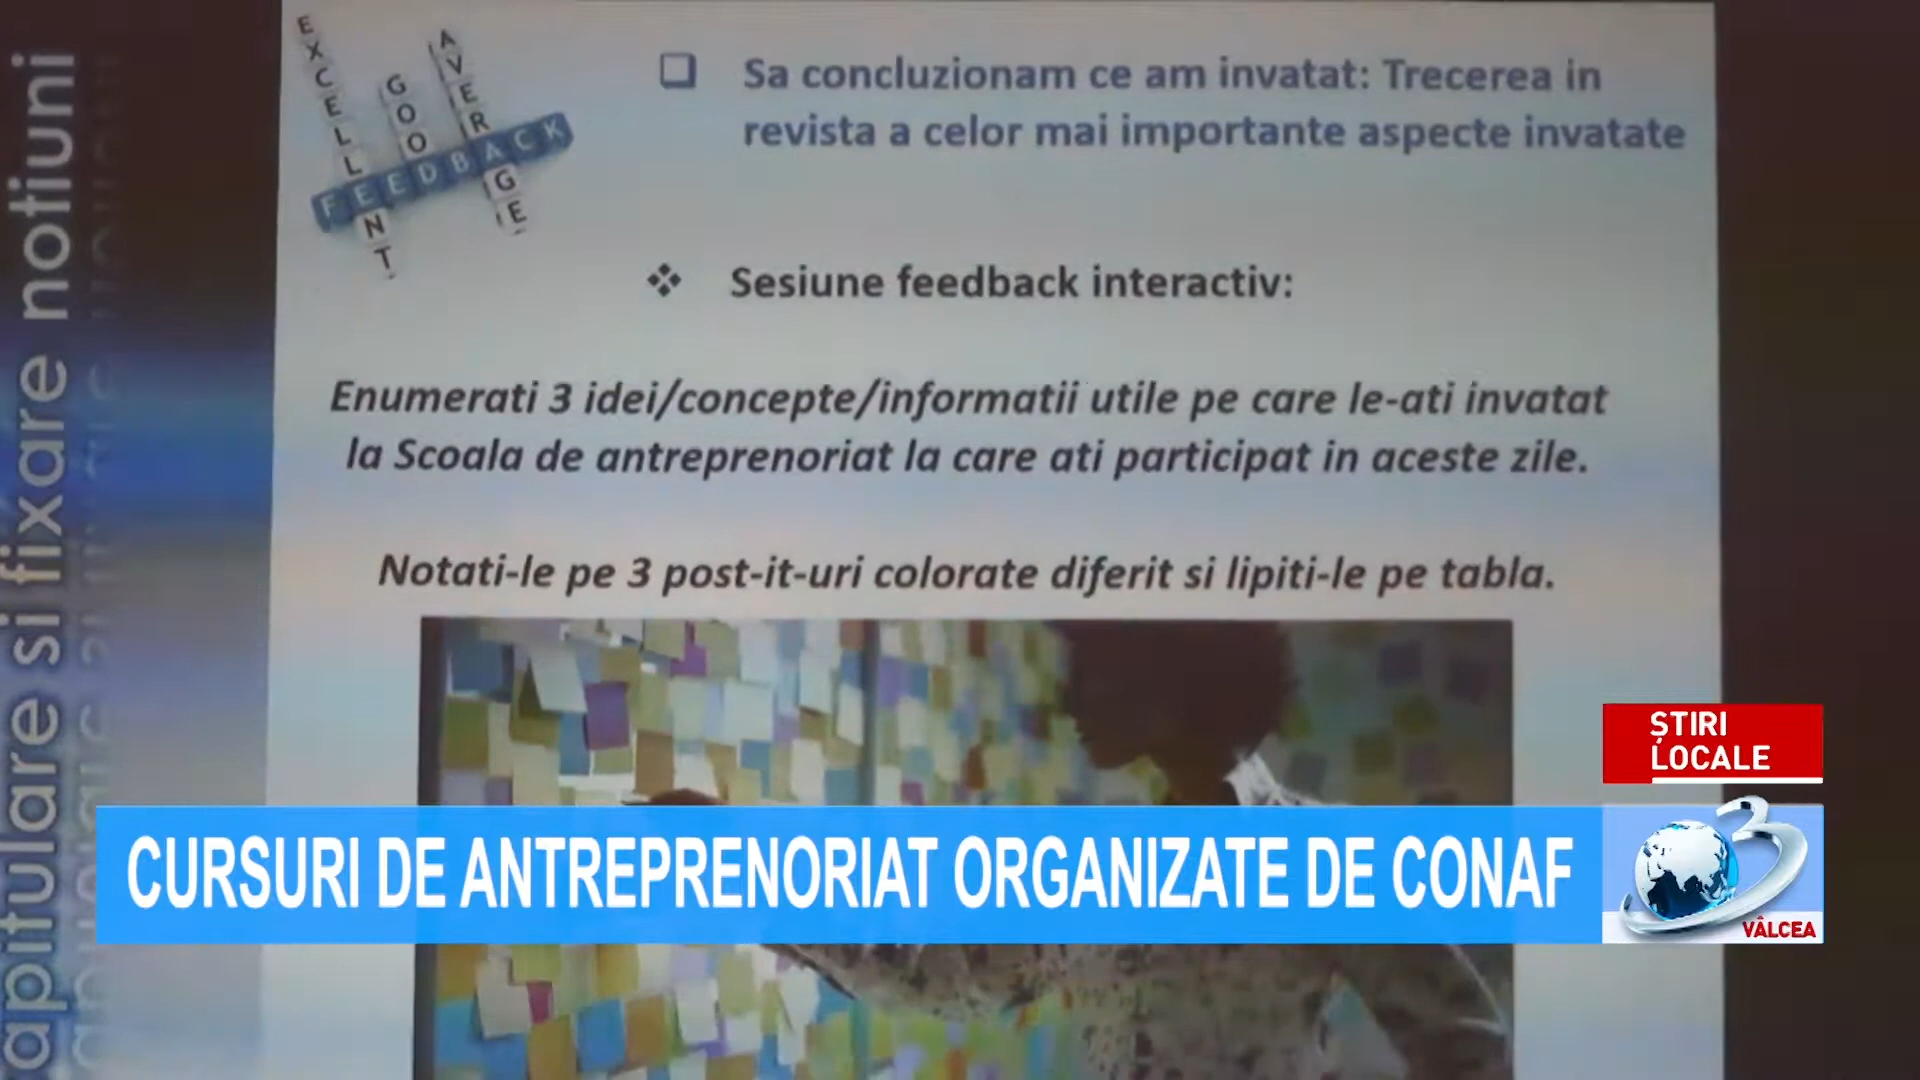 EXCELLENT
GOOD
AVERAGE
FEEDBACK
❑ Sa concluzionam ce am invatat: Trecerea in
revista a celor mai importante aspecte invatate
❖ Sesiune feedback interactiv:
Enumerati 3 idei/concepte/informatii utile pe care le-ati invatat
la Scoala de antreprenoriat la care ati participat in aceste zile.
Notati-le pe 3 post-it-uri colorate diferit si lipiti-le pe tabla.
apitulare si fixare notiuni
ȘTIRI
LOCALE
CURSURI DE ANTREPRENORIAT ORGANIZATE DE CONAF
3
VÂLCEA